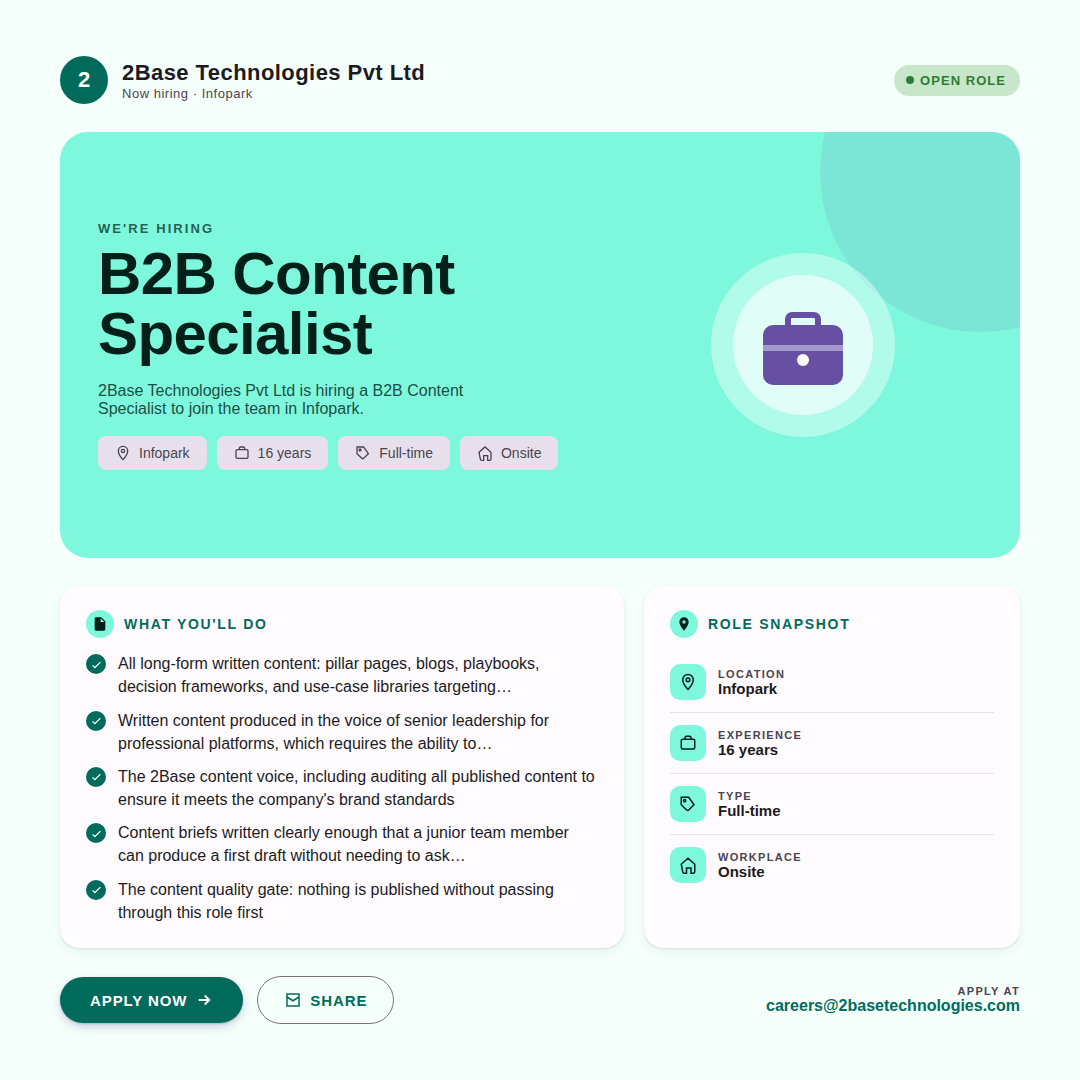 2
2Base Technologies Pvt Ltd
Now hiring · Infopark
OPEN ROLE
WE'RE HIRING
B2B Content
Specialist
2Base Technologies Pvt Ltd is hiring a B2B Content
Specialist to join the team in Infopark.
Infopark
16 years
Full-time
Onsite
WHAT YOU'LL DO
All long-form written content: pillar pages, blogs, playbooks,
decision frameworks, and use-case libraries targeting…
Written content produced in the voice of senior leadership for
professional platforms, which requires the ability to…
The 2Base content voice, including auditing all published content to
ensure it meets the company's brand standards
Content briefs written clearly enough that a junior team member
can produce a first draft without needing to ask…
The content quality gate: nothing is published without passing
through this role first
ROLE SNAPSHOT
LOCATION
Infopark
EXPERIENCE
16 years
TYPE
Full-time
WORKPLACE
Onsite
APPLY NOW
SHARE
APPLY AT
careers@2basetechnologies.com